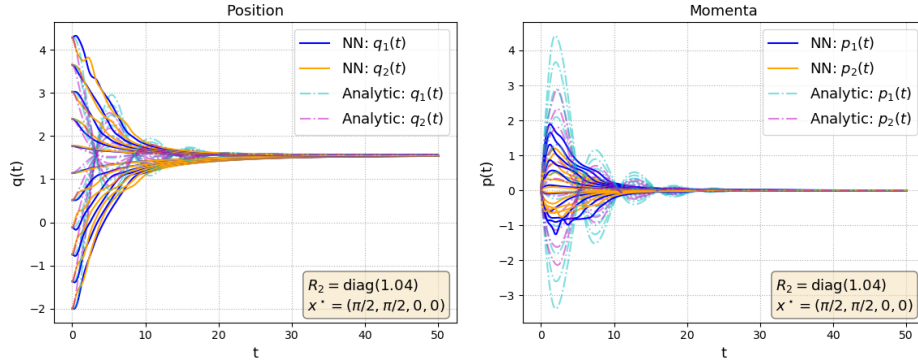 Position
q(t)
4
3
2
1
0
−1
−2
0
10
20
30
40
50
t
NN: q₁(t)
NN: q₂(t)
Analytic: q₁(t)
Analytic: q₂(t)
R₂ = diag(1.04)
x* = (π/2, π/2, 0, 0)
Momenta
p(t)
4
3
2
1
0
−1
−2
−3
0
10
20
30
40
50
t
NN: p₁(t)
NN: p₂(t)
Analytic: p₁(t)
Analytic: p₂(t)
R₂ = diag(1.04)
x* = (π/2, π/2, 0, 0)